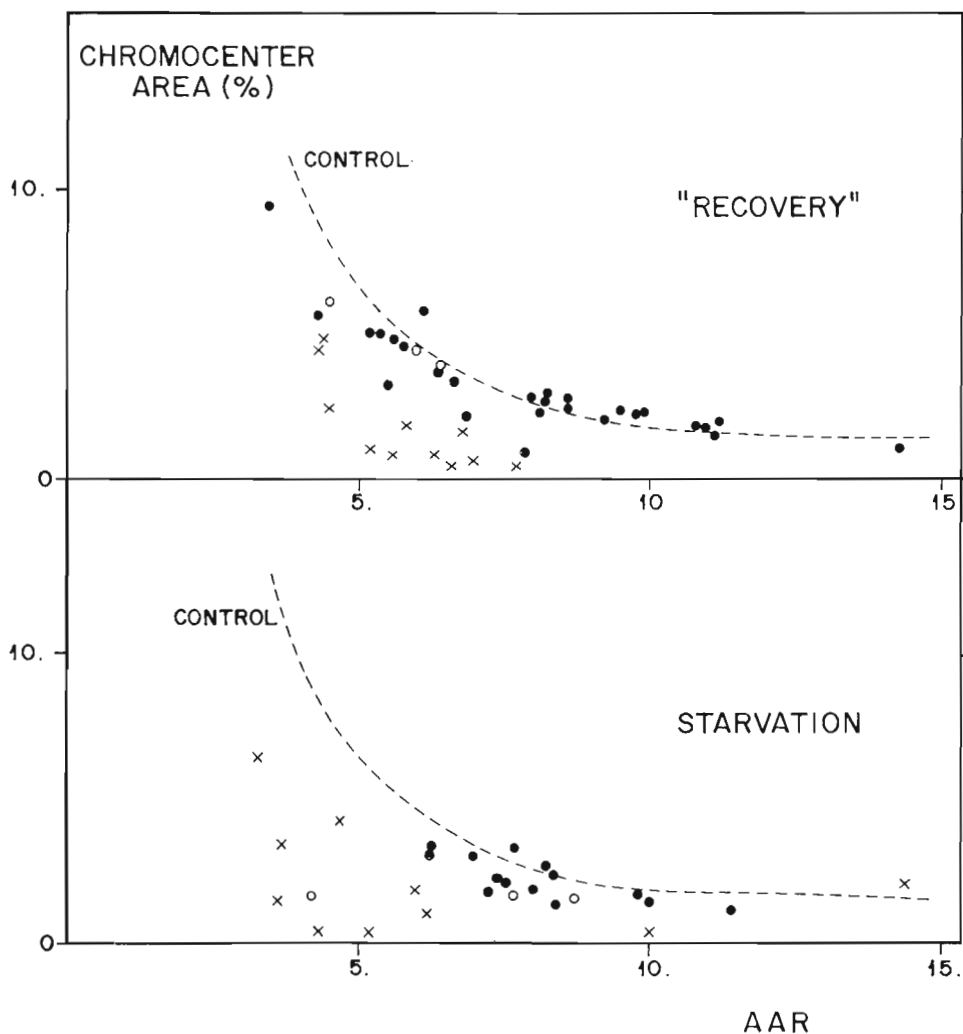 CHROMOCENTER
AREA (%)
CONTROL
10.
"RECOVERY"
0
5.
10
15
CONTROL
10.
STARVATION
0
5.
10.
15.
AAR